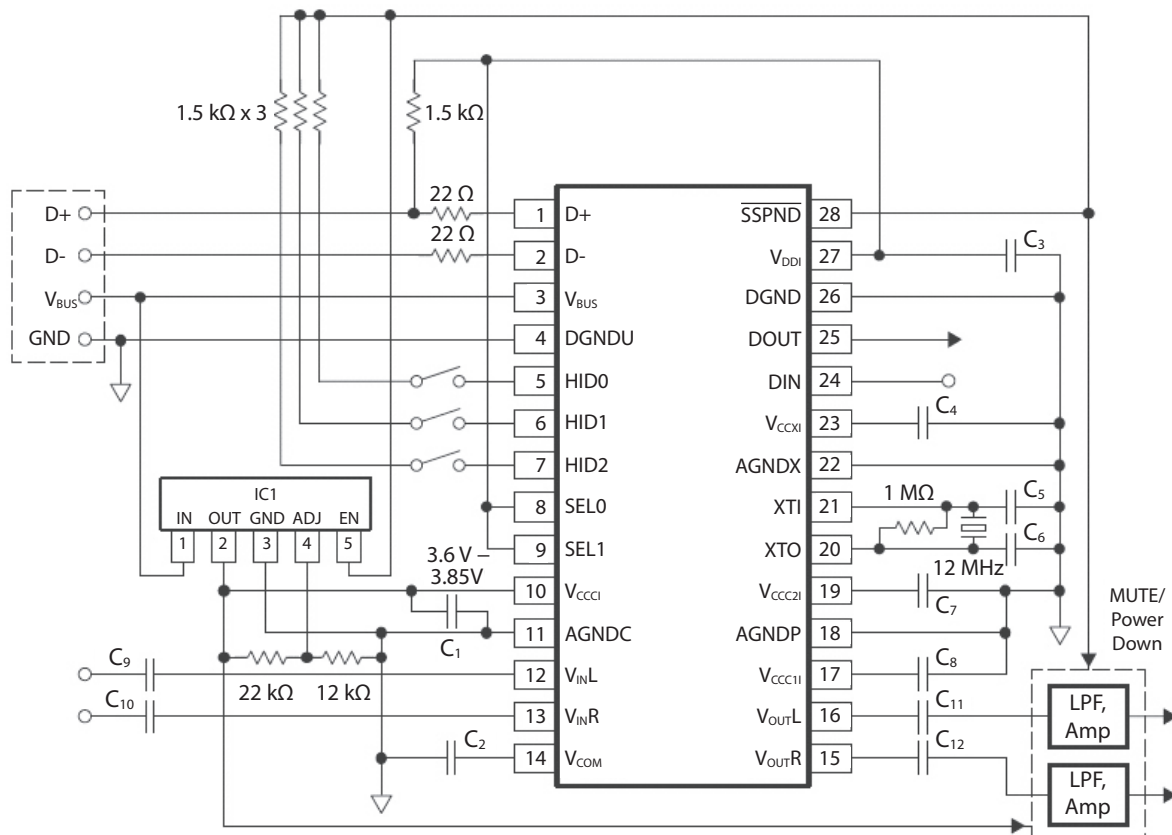 1.5 kΩ x 3
1.5 kΩ
D+
D-
VBUS
GND
22 Ω
22 Ω
1 D+
2 D-
3 VBUS
4 DGNDU
5 HID0
6 HID1
7 HID2
8 SEL0
9 SEL1
10 VCCCI
11 AGNDC
12 VINL
13 VINR
14 VCOM
SSPND 28
VDDI 27
DGND 26
DOUT 25
DIN 24
VCCXI 23
AGNDX 22
XTI 21
XTO 20
VCCC2I 19
AGNDP 18
VCCC1I 17
VOUTL 16
VOUTR 15
IC1
IN OUT GND ADJ EN
1 2 3 4 5
3.6 V –
3.85V
C1
22 kΩ 12 kΩ
C9
C10
C2
C3
C4
1 MΩ
C5
C6
12 MHz
C7
C8
C11
C12
MUTE/
Power
Down
LPF,
Amp
LPF,
Amp